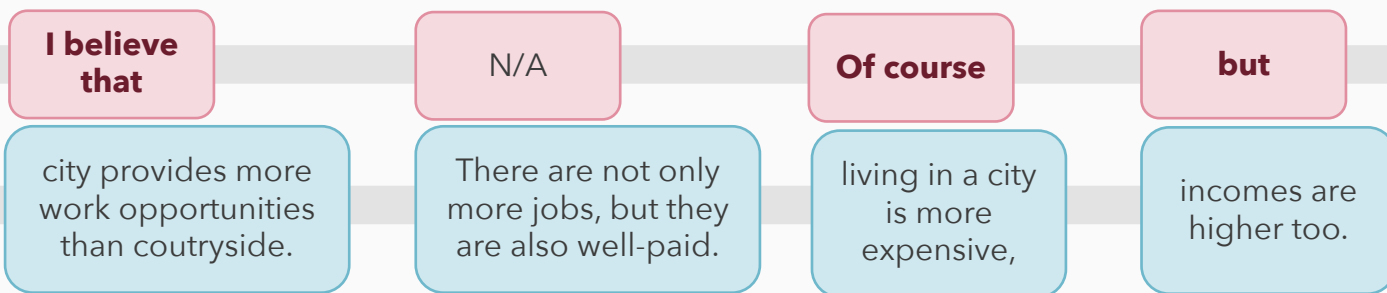 I believe
that
N/A
Of course
but
city provides more
work opportunities
than coutryside.
There are not only
more jobs, but they
are also well-paid.
living in a city
is more
expensive,
incomes are
higher too.